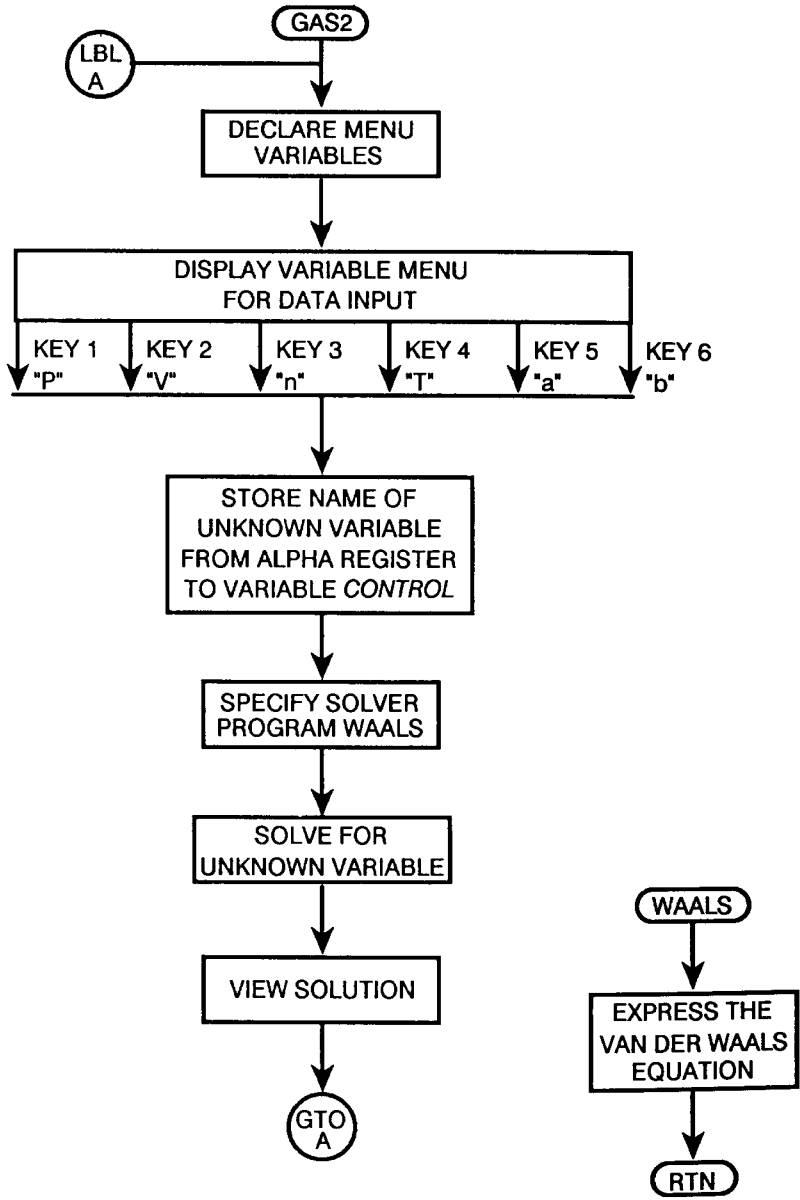 GAS2
LBL
A
DECLARE MENU
VARIABLES
DISPLAY VARIABLE MENU
FOR DATA INPUT
KEY 1
"P"
KEY 2
"V"
KEY 3
"n"
KEY 4
"T"
KEY 5
"a"
KEY 6
"b"
STORE NAME OF
UNKNOWN VARIABLE
FROM ALPHA REGISTER
TO VARIABLE CONTROL
SPECIFY SOLVER
PROGRAM WAALS
SOLVE FOR
UNKNOWN VARIABLE
VIEW SOLUTION
GTO
A
WAALS
EXPRESS THE
VAN DER WAALS
EQUATION
RTN